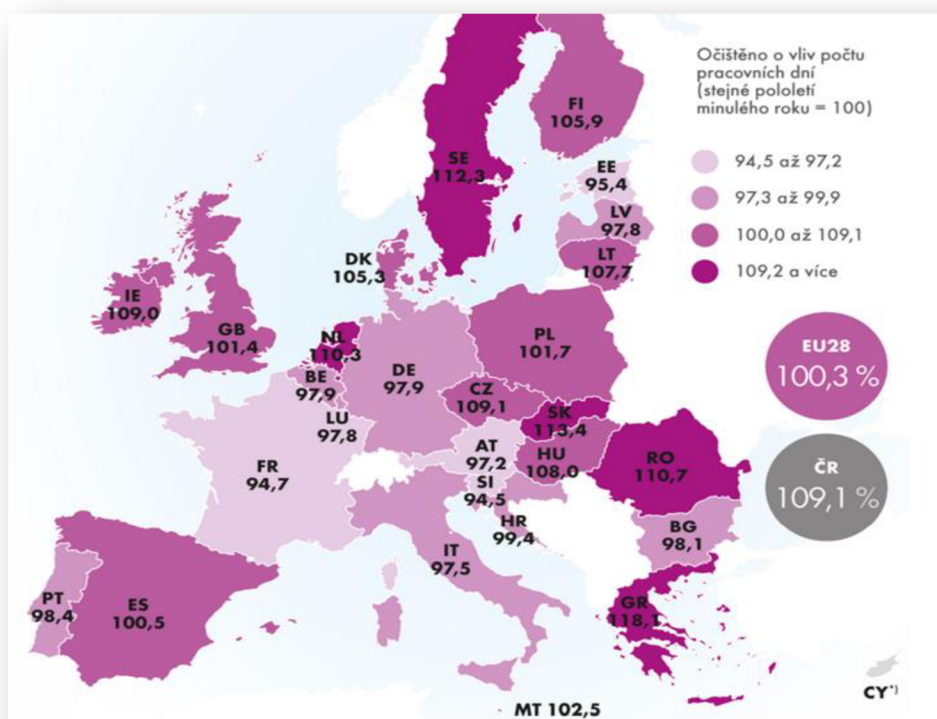 Očištěno o vliv počtu
pracovních dní
(stejné pololetí
minulého roku = 100)
94,5 až 97,2
97,3 až 99,9
100,0 až 109,1
109,2 a více
FI
105,9
SE
112,3
EE
95,4
LV
97,8
LT
107,7
DK
105,3
IE
109,0
GB
101,4
NL
110,3
BE
97,9
LU
97,8
DE
97,9
PL
101,7
CZ
109,1
SK
113,4
AT
97,2
HU
108,0
SI
94,5
HR
99,4
RO
110,7
BG
98,1
FR
94,7
IT
97,5
PT
98,4
ES
100,5
GR
118,1
EU28
100,3 %
ČR
109,1 %
CY*)
MT 102,5